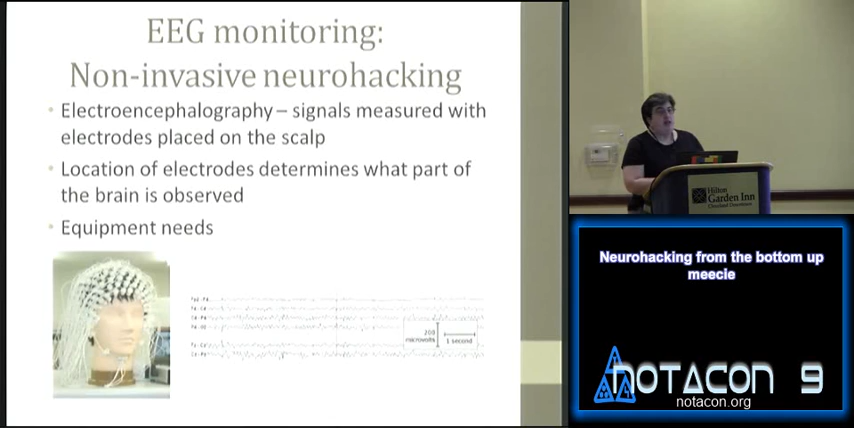 EEG monitoring:
Non-invasive neurohacking
Electroencephalography – signals measured with
electrodes placed on the scalp
Location of electrodes determines what part of
the brain is observed
Equipment needs
200
microvolts
1 second
Hilton
Garden Inn
Neurohacking from the bottom up
meecie
NOTACON 9
notacon.org